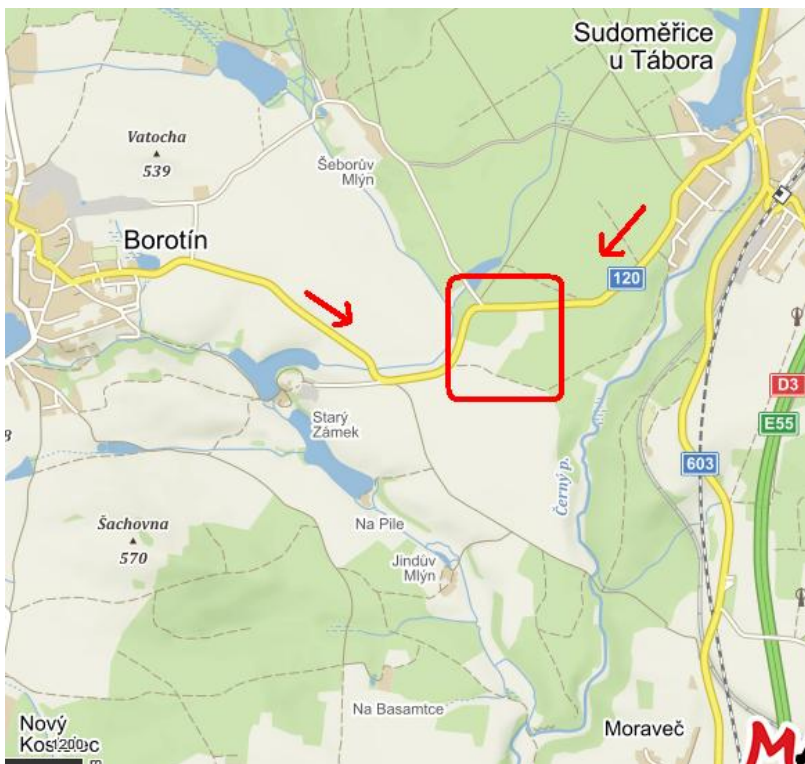 Sudoměřice
u Tábora
Vatocha
539
Šeborův
Mlýn
Borotín
120
D3
E55
Starý
Zámek
603
Černý p.
Na Pile
Šachovna
570
Jindův
Mlýn
Na Basamtce
Nový
Kostelec
1200
m
Moraveč
M